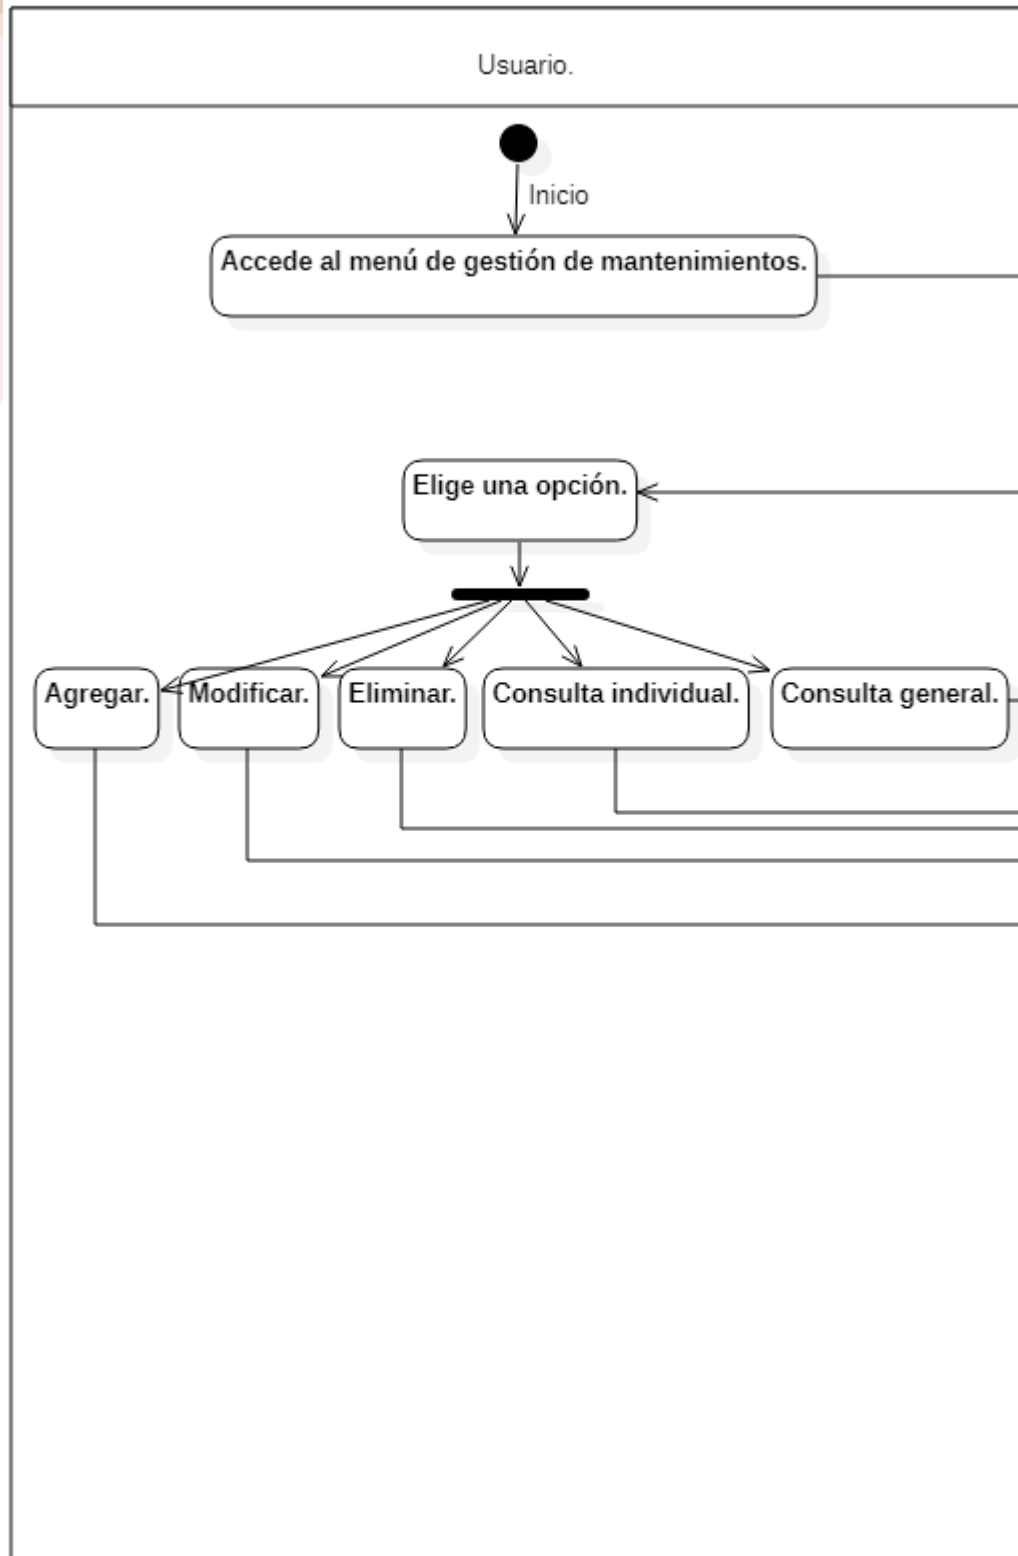 Usuario.
Inicio
Accede al menú de gestión de mantenimientos.
Elige una opción.
Agregar.
Modificar.
Eliminar.
Consulta individual.
Consulta general.